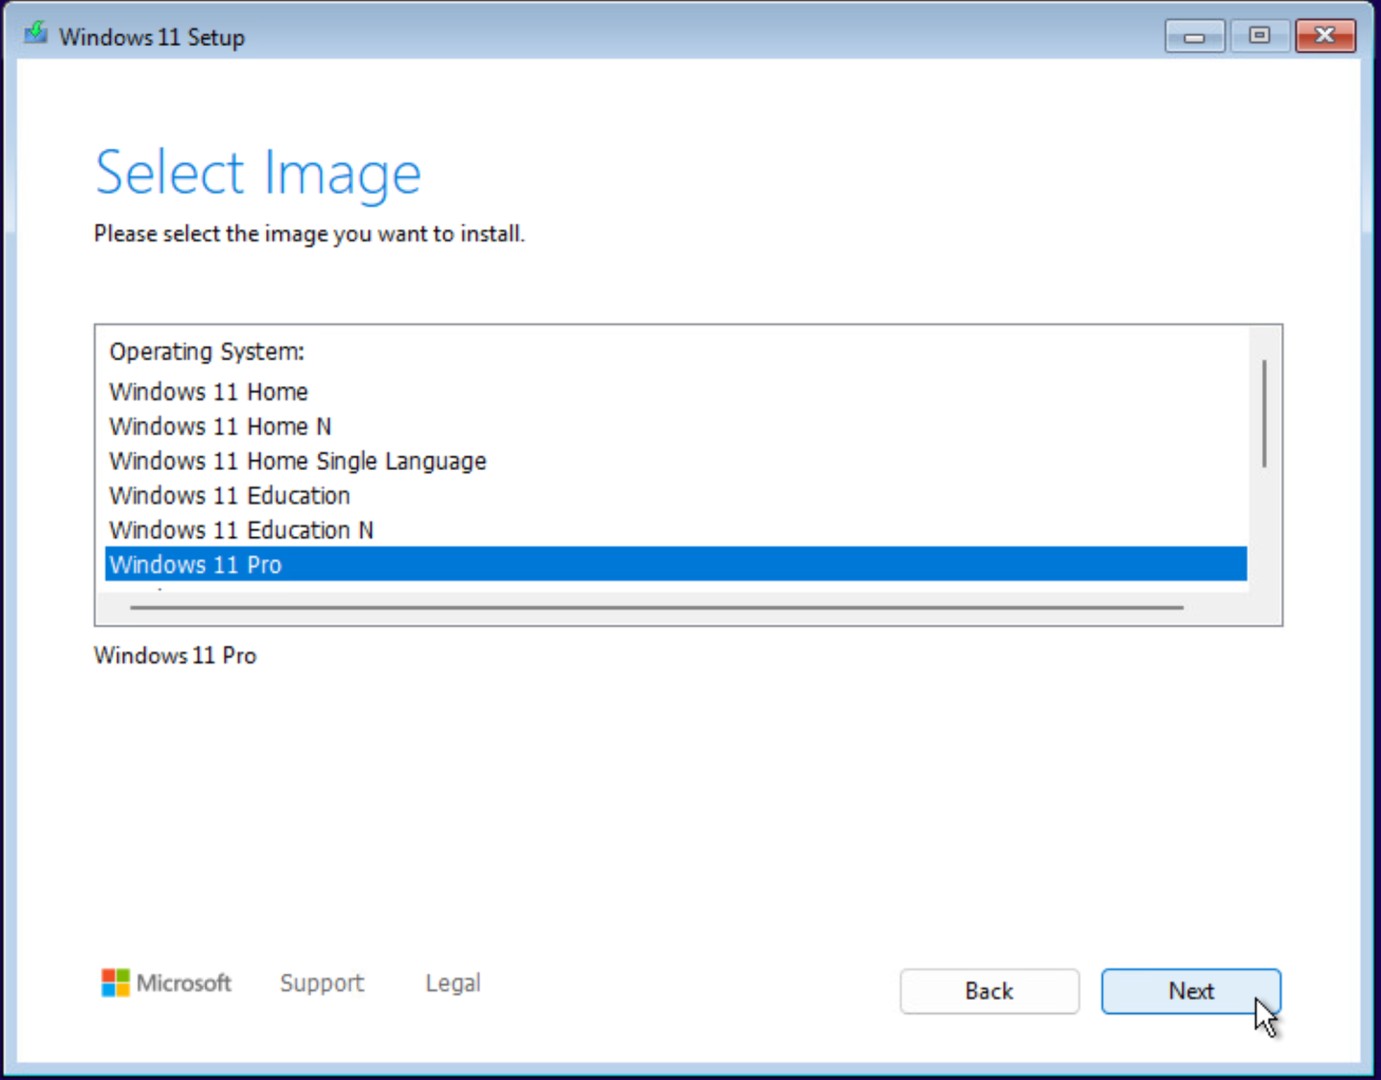 Windows 11 Setup
Select Image
Please select the image you want to install.
Operating System:
Windows 11 Home
Windows 11 Home N
Windows 11 Home Single Language
Windows 11 Education
Windows 11 Education N
Windows 11 Pro
Windows 11 Pro
Microsoft Support Legal Back Next